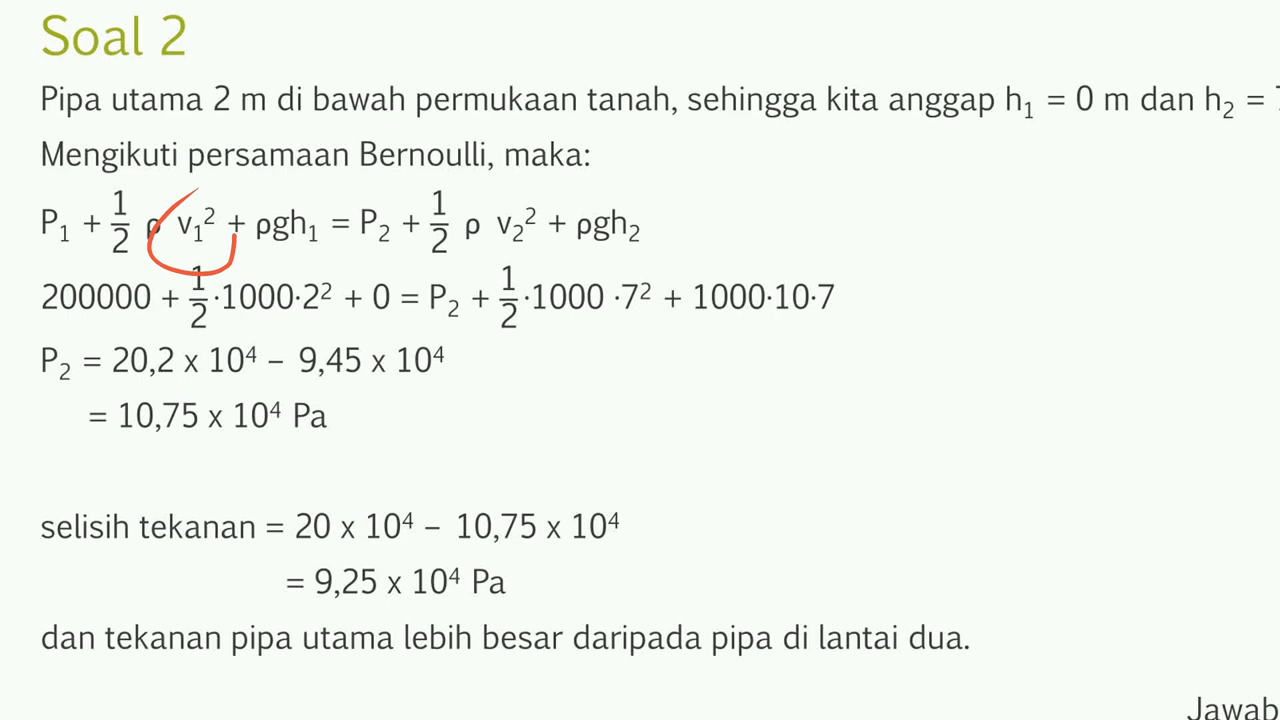 Soal 2
Pipa utama 2 m di bawah permukaan tanah, sehingga kita anggap h₁ = 0 m dan h₂ =
Mengikuti persamaan Bernoulli, maka:
P₁ + 1/2 ρ v₁² + ρgh₁ = P₂ + 1/2 ρ v₂² + ρgh₂
200000 + 1/2·1000·2² + 0 = P₂ + 1/2·1000 ·7² + 1000·10·7
P₂ = 20,2 x 10⁴ – 9,45 x 10⁴
= 10,75 x 10⁴ Pa
selisih tekanan = 20 x 10⁴ – 10,75 x 10⁴
= 9,25 x 10⁴ Pa
dan tekanan pipa utama lebih besar daripada pipa di lantai dua.
Jawab